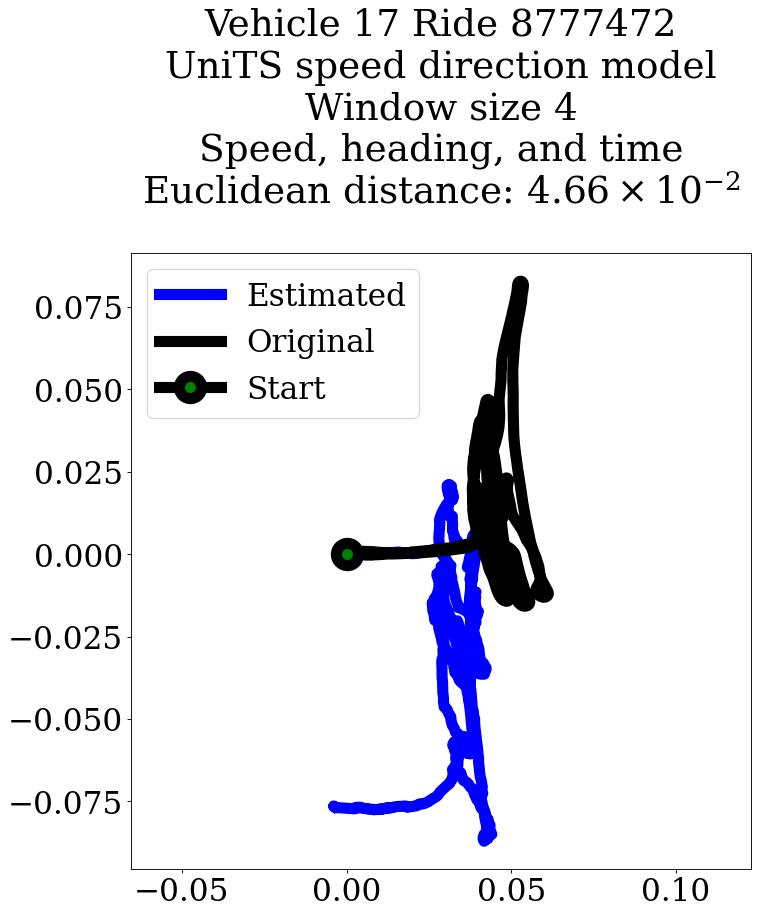 Vehicle 17 Ride 8777472
UniTS speed direction model
Window size 4
Speed, heading, and time
Euclidean distance: 4.66 × 10⁻²
Estimated
Original
Start
0.075
0.050
0.025
0.000
−0.025
−0.050
−0.075
−0.05 0.00 0.05 0.10